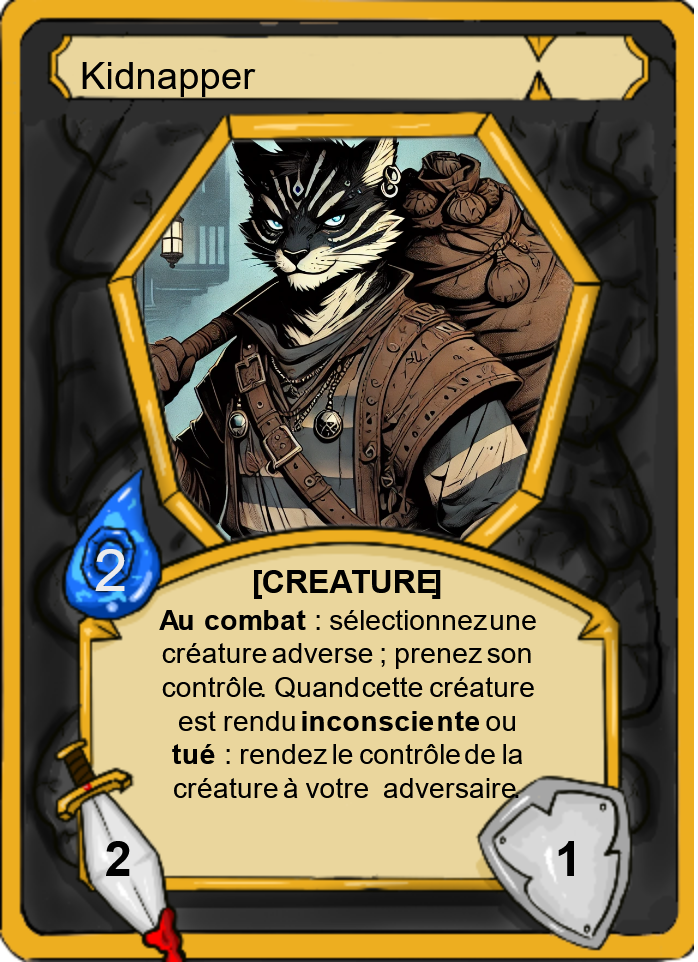 Kidnapper
2
[CREATURE]
Au combat : sélectionnez une
créature adverse ; prenez son
contrôle. Quand cette créature
est rendu inconsciente ou
tué : rendez le contrôle de la
créature à votre adversaire.
2
1